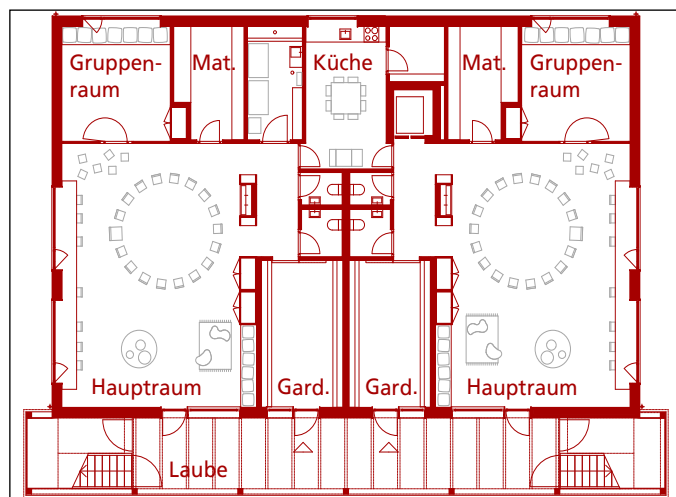 Gruppen-
raum
Mat.
Küche
Mat.
Gruppen-
raum
Hauptraum
Gard.
Gard.
Hauptraum
Laube